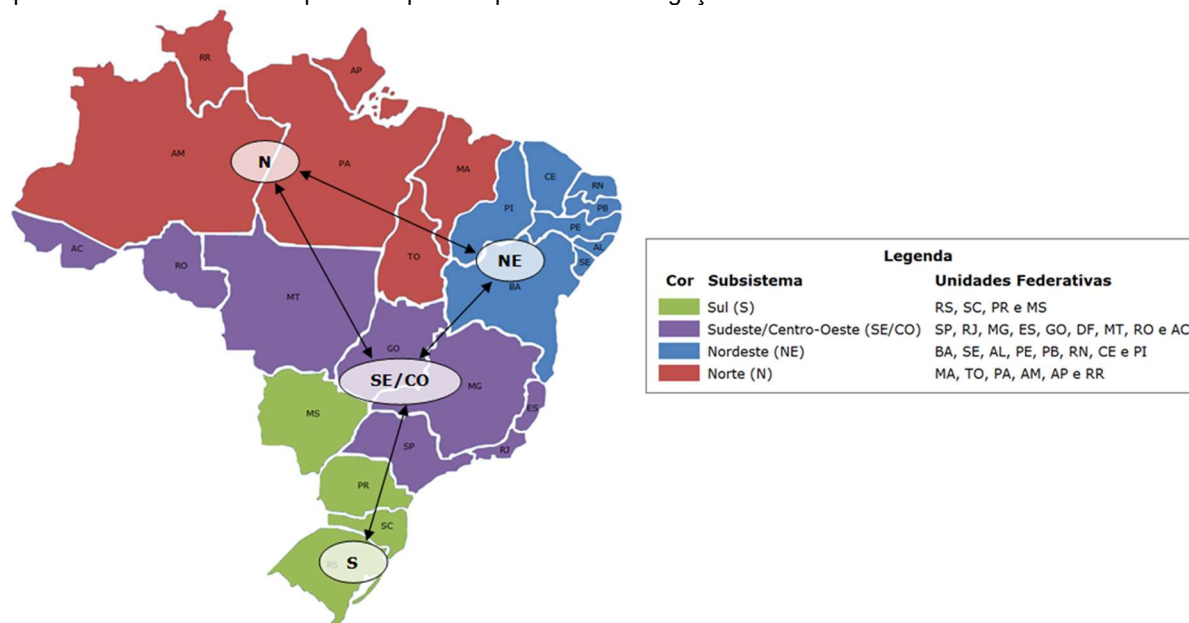 RR
AP
AM
N
PA
MA
CE
RN
PI
PB
PE
AL
SE
TO
NE
BA
AC
RO
MT
GO
SE/CO
MG
ES
MS
SP
RJ
PR
SC
RS
S
Legenda
Cor Subsistema Unidades Federativas
Sul (S) RS, SC, PR e MS
Sudeste/Centro-Oeste (SE/CO) SP, RJ, MG, ES, GO, DF, MT, RO e AC
Nordeste (NE) BA, SE, AL, PE, PB, RN, CE e PI
Norte (N) MA, TO, PA, AM, AP e RR